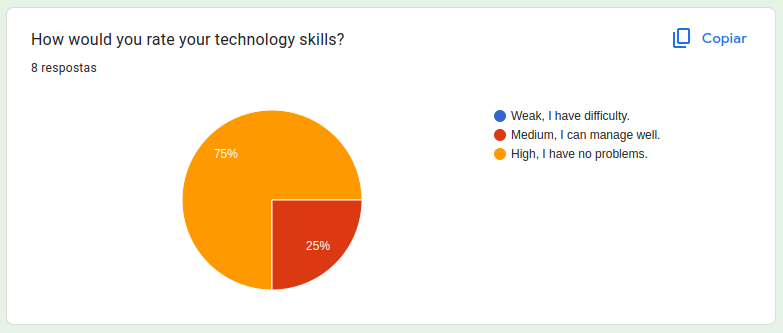 How would you rate your technology skills?
Copiar
8 respostas
Weak, I have difficulty.
Medium, I can manage well.
High, I have no problems.
75%
25%